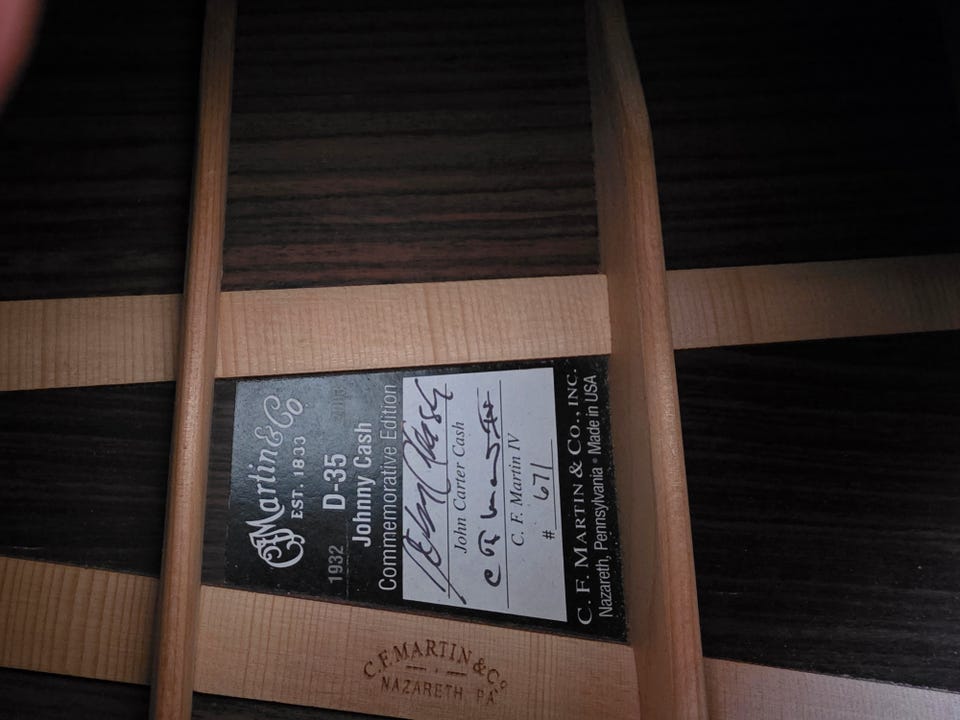 Martin & Co
EST. 1833
1932 D-35 2003
Johnny Cash
Commemorative Edition
John Carter Cash
C. F. Martin IV
# 671
C. F. MARTIN & CO., INC.
Nazareth, Pennsylvania • Made in USA
C.F. MARTIN & Co
NAZARETH, PA